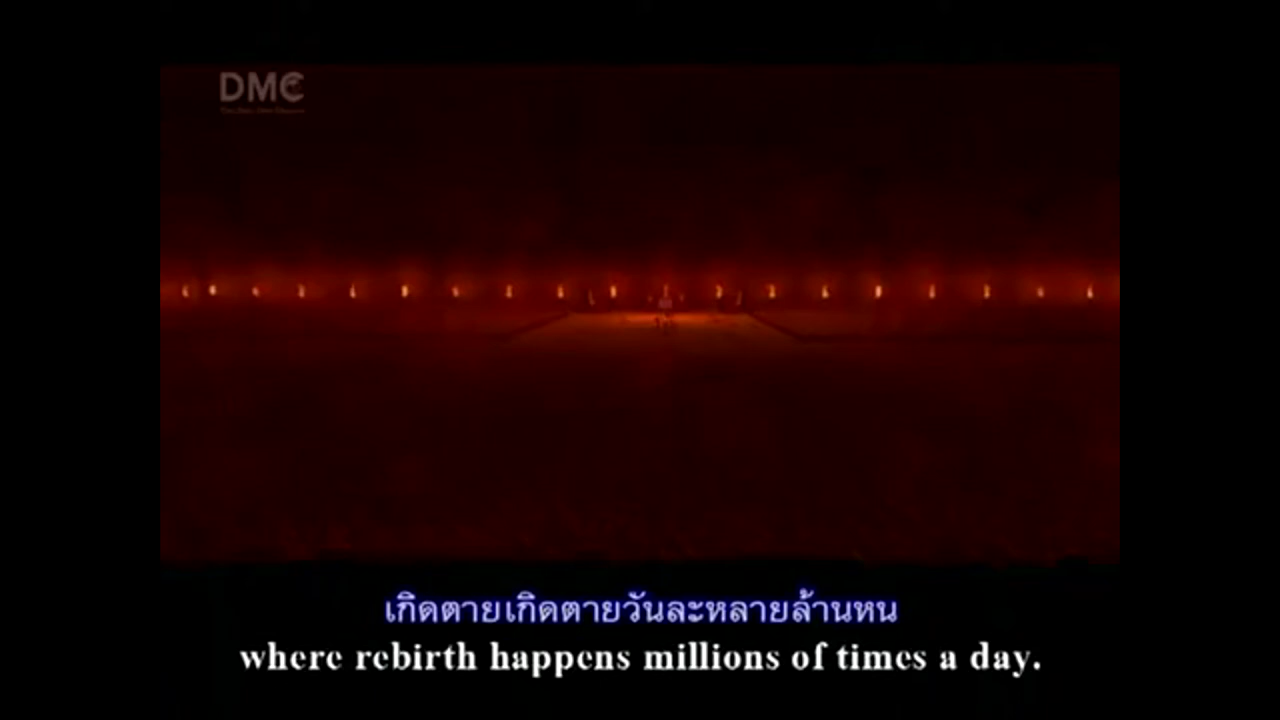 DMC
เกิดตายเกิดตายวันละหลายล้านหน
where rebirth happens millions of times a day.